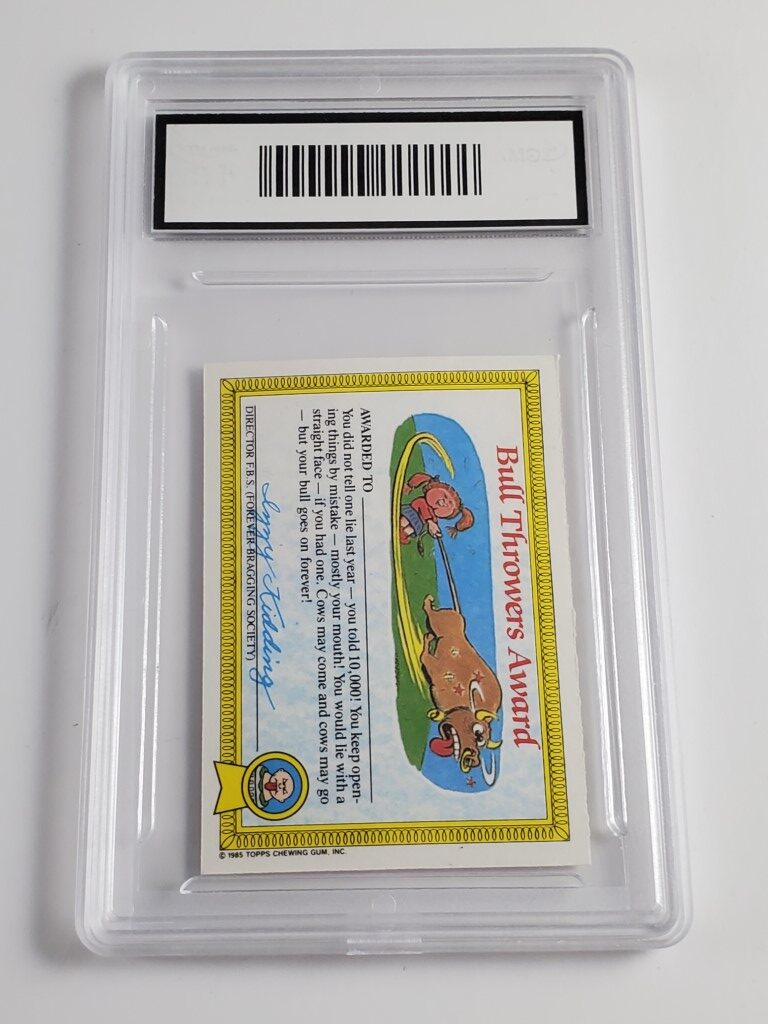 Bull Throwers Award
AWARDED TO
You did not tell one lie last year — you told 10,000! You keep open-
ing things by mistake — mostly your mouth! You would lie with a
straight face — if you had one. Cows may come and cows may go
— but your bull goes on forever!
Izzy Kidding
DIRECTOR F.B.S. (FOREVER-BRAGGING SOCIETY)
© 1985 TOPPS CHEWING GUM, INC.